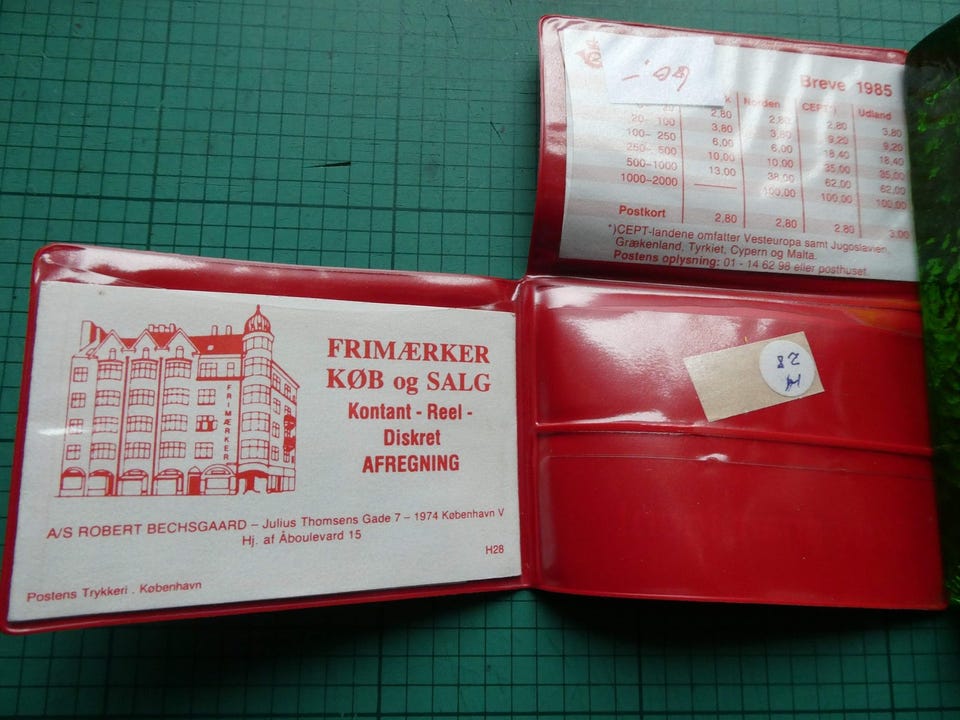 FRIMÆRKER
KØB og SALG
Kontant - Reel -
Diskret
AFREGNING
FRIMÆRKER
A/S ROBERT BECHSGAARD – Julius Thomsens Gade 7 – 1974 København V
Hj. af Åboulevard 15
H28
Postens Trykkeri . København
Breve 1985
Norden CEPT*) Udland
2,80 2,80 2,80 3,80
20– 100 3,80 3,80 9,20 9,20
100– 250 6,00 6,00 18,40 18,40
250– 500 10,00 10,00 35,00 35,00
500–1000 13,00 38,00 62,00 62,00
1000–2000 —— 100,00 100,00 100,00
Postkort 2,80 2,80 2,80 3,00
*)CEPT-landene omfatter Vesteuropa samt Jugoslavien,
Grækenland, Tyrkiet, Cypern og Malta.
Postens oplysning: 01 - 14 62 98 eller posthuset.
H
28